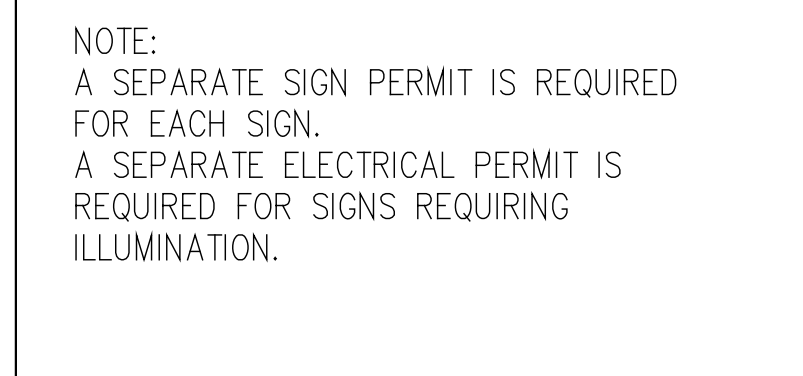 NOTE:
A SEPARATE SIGN PERMIT IS REQUIRED
FOR EACH SIGN.
A SEPARATE ELECTRICAL PERMIT IS
REQUIRED FOR SIGNS REQUIRING
ILLUMINATION.